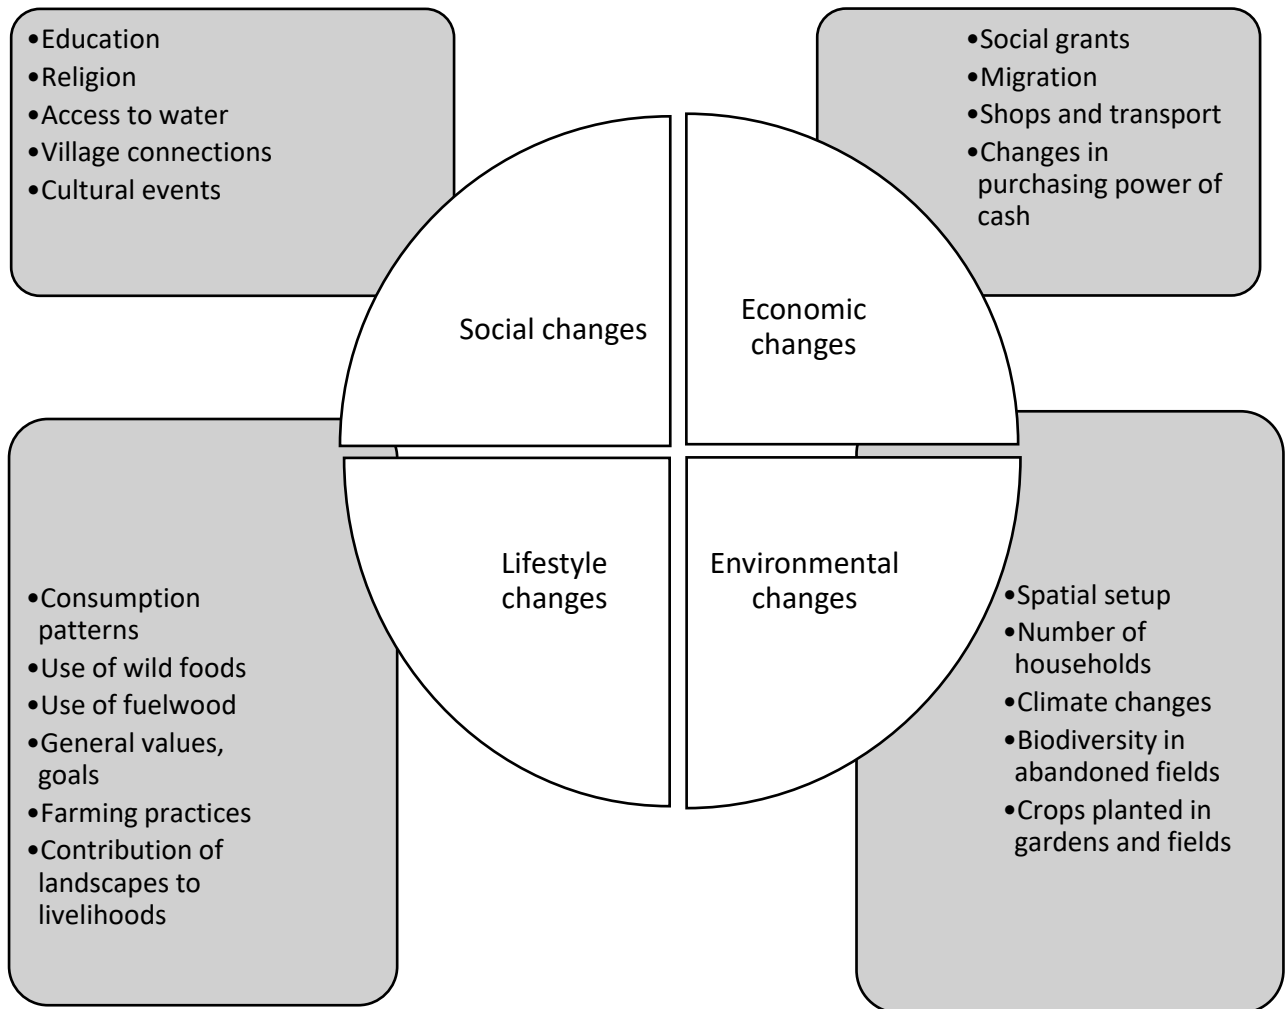 •Education
•Religion
•Access to water
•Village connections
•Cultural events
•Social grants
•Migration
•Shops and transport
•Changes in
purchasing power of
cash
Social changes
Economic
changes
Lifestyle
changes
Environmental
changes
•Consumption
patterns
•Use of wild foods
•Use of fuelwood
•General values,
goals
•Farming practices
•Contribution of
landscapes to
livelihoods
•Spatial setup
•Number of
households
•Climate changes
•Biodiversity in
abandoned fields
•Crops planted in
gardens and fields